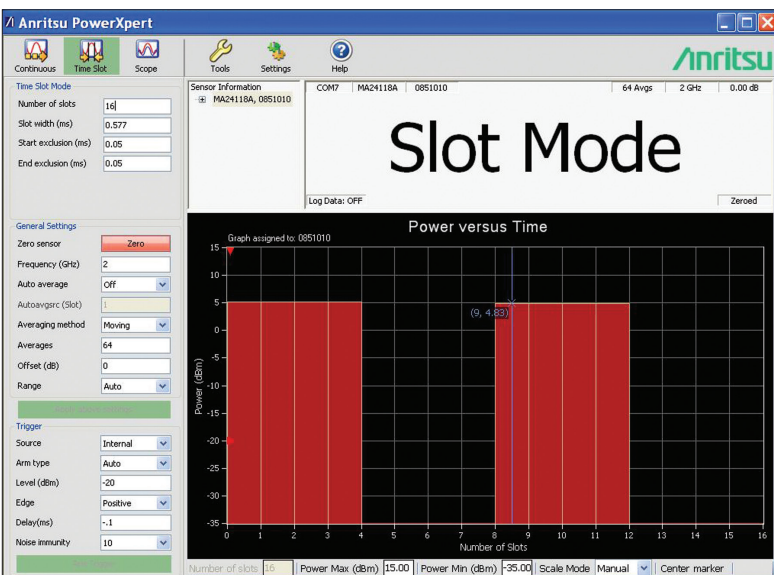 Anritsu PowerXpert
Continuous
Time Slot
Scope
Tools
Settings
Help
Anritsu
Time Slot Mode
Number of slots 16
Slot width (ms) 0.577
Start exclusion (ms) 0.05
End exclusion (ms) 0.05
Sensor Information
MA24118A, 0851010
COM7 MA24118A 0851010 64 Avgs 2 GHz 0.00 dB
Slot Mode
Log Data: OFF Zeroed
General Settings
Zero sensor Zero
Frequency (GHz) 2
Auto average Off
Autoavgsrc (Slot) 1
Averaging method Moving
Averages 64
Offset (dB) 0
Range Auto
Trigger
Source Internal
Arm type Auto
Level (dBm) -20
Edge Positive
Delay(ms) -.1
Noise immunity 10
Power versus Time
Graph assigned to: 0851010
15
10
5
0
-5
-10
-15
-20
-25
-30
-35
Power (dBm)
(9, 4.83)
0 1 2 3 4 5 6 7 8 9 10 11 12 13 14 15 16
Number of Slots
Number of slots 16 Power Max (dBm) 15.00 Power Min (dBm) -35.00 Scale Mode Manual Center marker